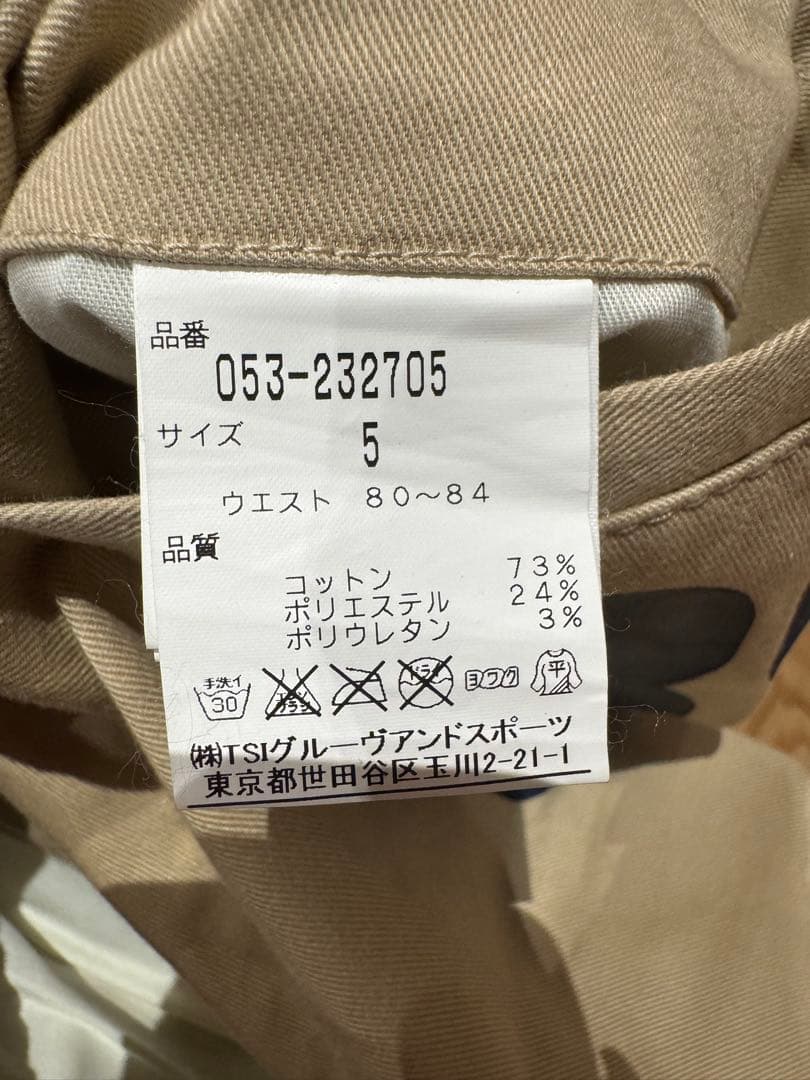 品番
053-232705
サイズ 5
ウエスト 80～84
品質
コットン 73%
ポリエステル 24%
ポリウレタン 3%
手洗イ 30 ドライ ヨワク 平
㈱TSIグルーヴアンドスポーツ
東京都世田谷区玉川2-21-1